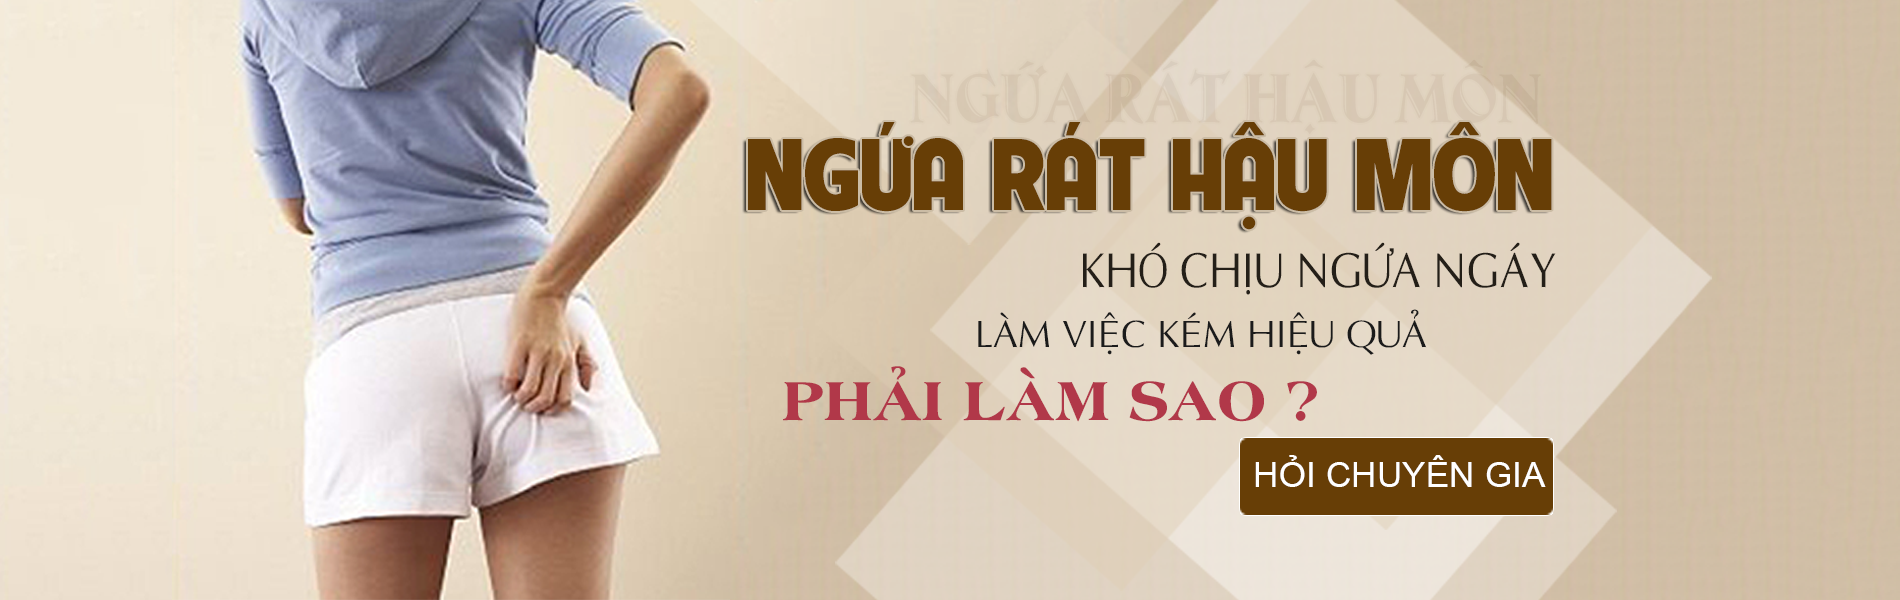 NGỨA RÁT HẬU MÔN
NGỨA RÁT HẬU MÔN
KHÓ CHỊU NGỨA NGÁY
LÀM VIỆC KÉM HIỆU QUẢ
PHẢI LÀM SAO ?
HỎI CHUYÊN GIA